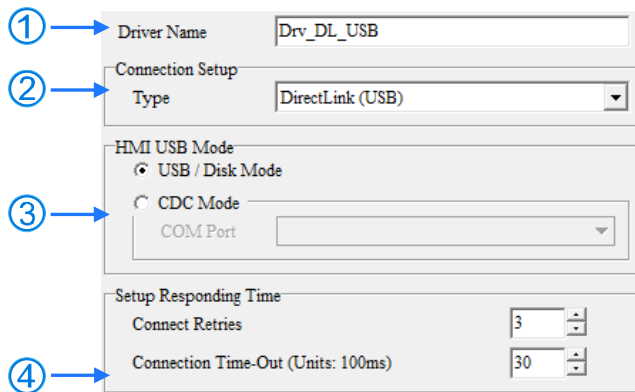 ① Driver Name Drv_DL_USB
Connection Setup
② Type DirectLink (USB)
HMI USB Mode
USB / Disk Mode
CDC Mode
③ COM Port
Setup Responding Time
Connect Retries 3
④ Connection Time-Out (Units: 100ms) 30